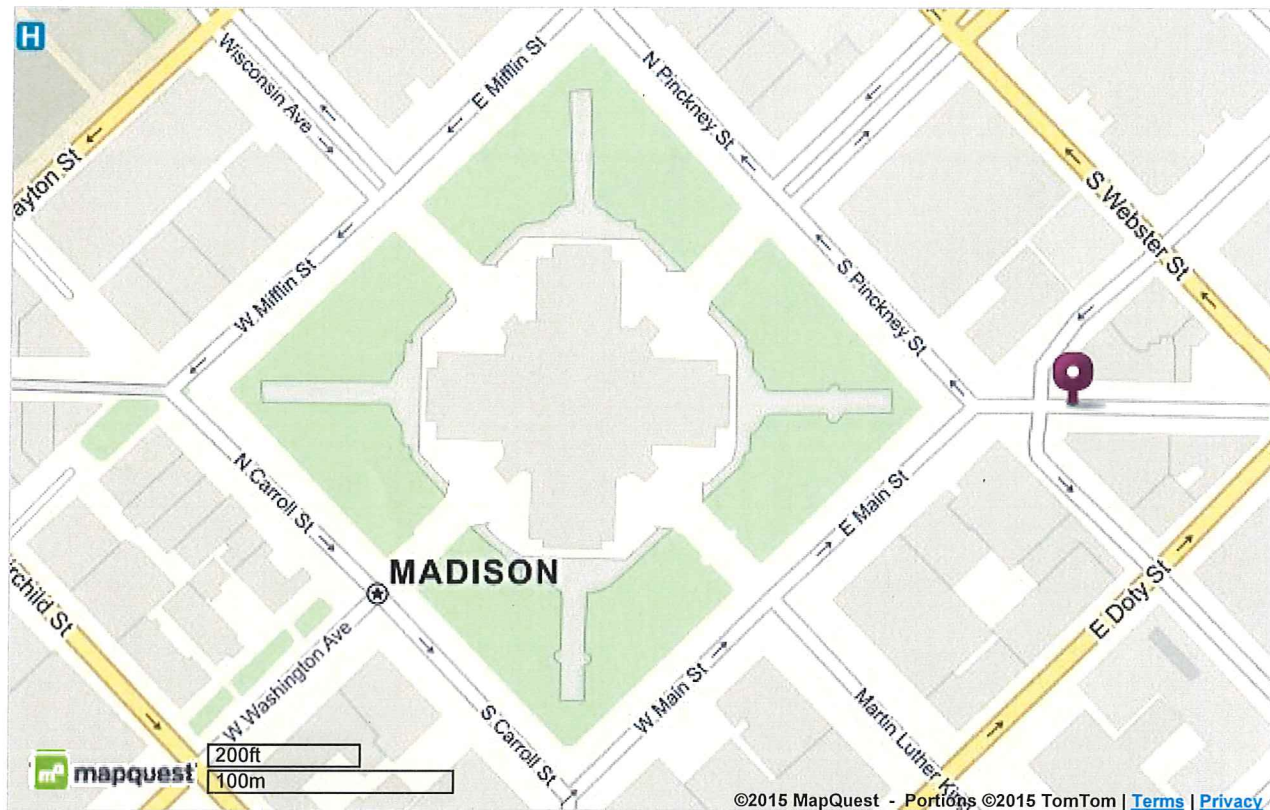 H
Wisconsin Ave
E Mifflin St
N Pinckney St
ayton St
S Webster St
W Mifflin St
S Pinckney St
N Carroll St
E Main St
MADISON
irchild St
E Doty St
W Washington Ave
W Main St
S Carroll St
Martin Luther King
mapquest
200ft
100m
©2015 MapQuest - Portions ©2015 TomTom | Terms | Privacy